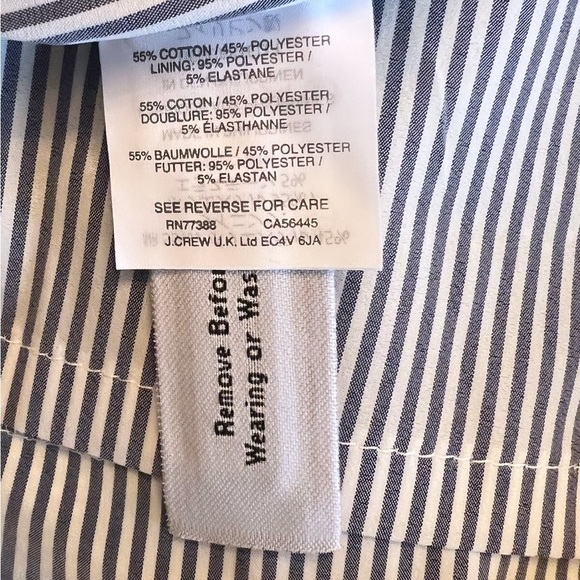 55% COTTON / 45% POLYESTER
LINING: 95% POLYESTER /
5% ELASTANE
55% COTON / 45% POLYESTER
DOUBLURE: 95% POLYESTER /
5% ÉLASTHANNE
55% BAUMWOLLE / 45% POLYESTER
FUTTER: 95% POLYESTER /
5% ELASTAN
SEE REVERSE FOR CARE
RN77388 CA56445
J.CREW U.K. Ltd EC4V 6JA
Remove Befor
Wearing or Was